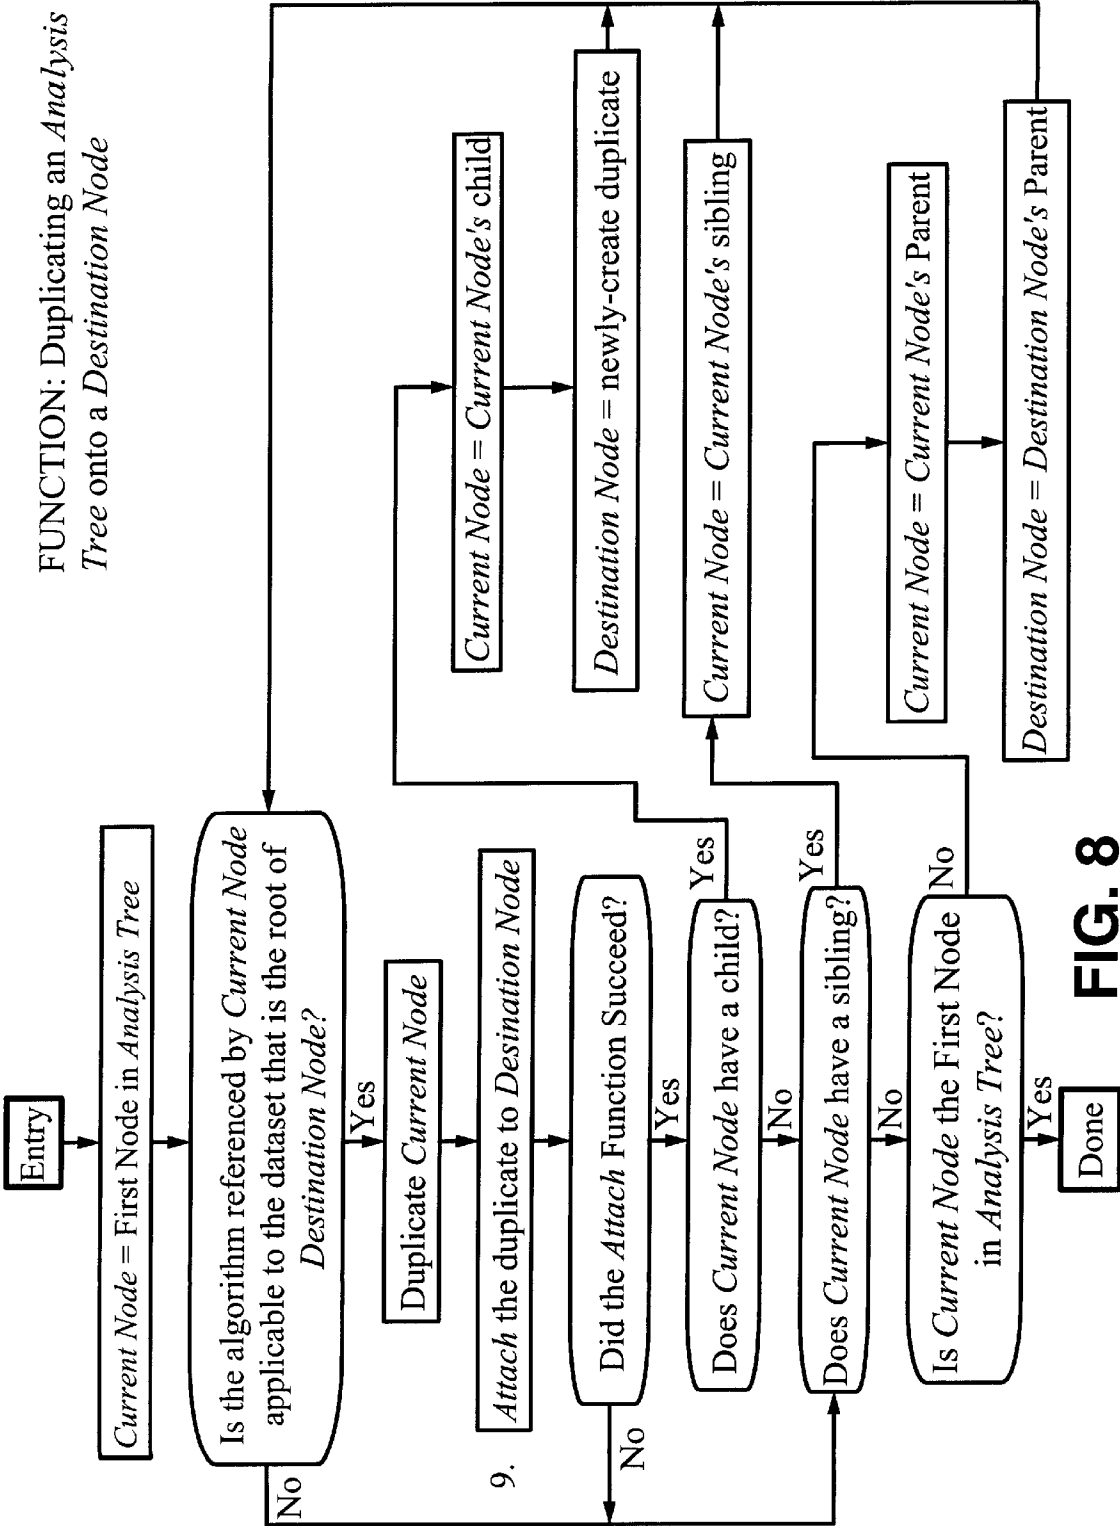 FUNCTION: Duplicating an Analysis
Tree onto a Destination Node
Entry
Current Node = First Node in Analysis Tree
Is the algorithm referenced by Current Node
applicable to the dataset that is the root of
Destination Node?
No
Yes
Duplicate Current Node
9.
Attach the duplicate to Desination Node
Did the Attach Function Succeed?
No
Yes
Does Current Node have a child?
Yes
No
Current Node = Current Node's child
Destination Node = newly-create duplicate
Does Current Node have a sibling?
Yes
No
Current Node = Current Node's sibling
Is Current Node the First Node
in Analysis Tree?
No
Yes
Current Node = Current Node's Parent
Destination Node = Destination Node's Parent
Done
FIG. 8